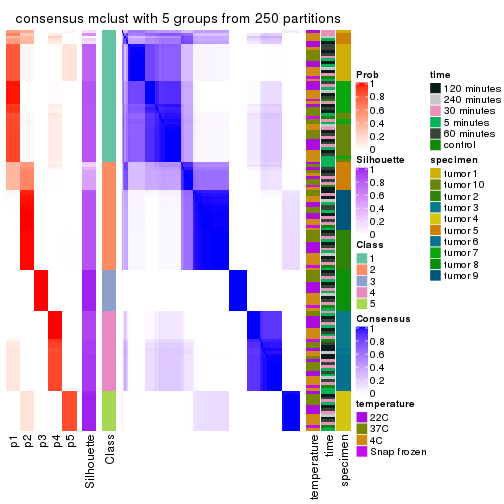 consensus mclust with 5 groups from 250 partitions
Prob
1
0.8
0.6
0.4
0.2
0
Silhouette
1
0.8
0.6
0.4
0.2
0
Class
1
2
3
4
5
Consensus
1
0.8
0.6
0.4
0.2
0
temperature
22C
37C
4C
Snap frozen
time
120 minutes
240 minutes
30 minutes
5 minutes
60 minutes
control
specimen
tumor 1
tumor 10
tumor 2
tumor 3
tumor 4
tumor 5
tumor 6
tumor 7
tumor 8
tumor 9
p1
p2
p3
p4
p5
Silhouette
Class
temperature
time
specimen